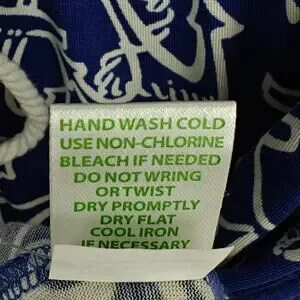 HAND WASH COLD
USE NON-CHLORINE
BLEACH IF NEEDED
DO NOT WRING
OR TWIST
DRY PROMPTLY
DRY FLAT
COOL IRON
IF NECESSARY